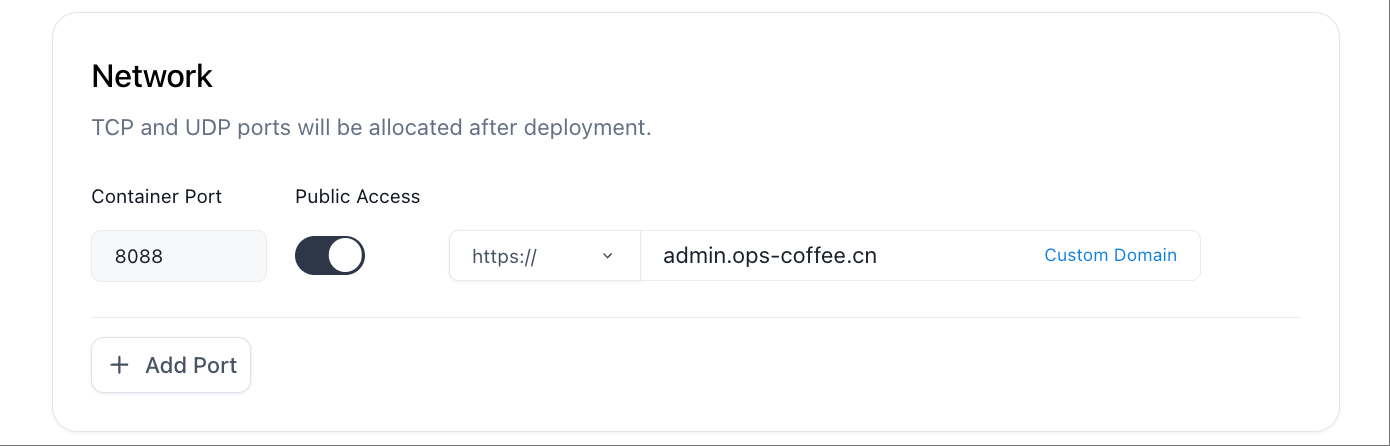 Network
TCP and UDP ports will be allocated after deployment.
Container Port Public Access
8088 https:// admin.ops-coffee.cn Custom Domain
Add Port